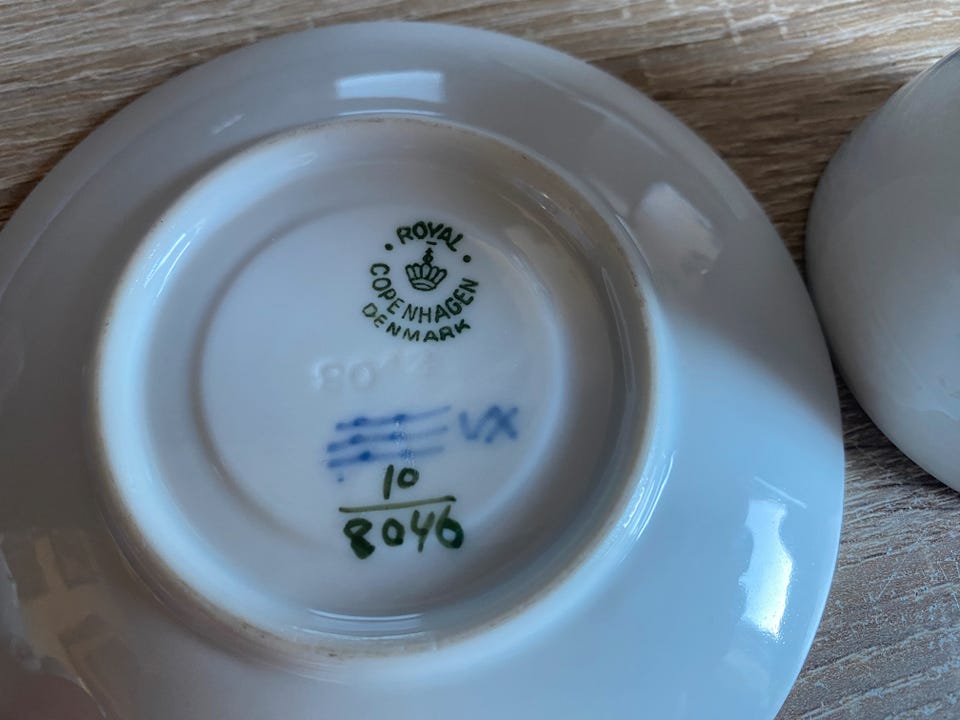 ROYAL
COPENHAGEN
DENMARK
VX
10
8046